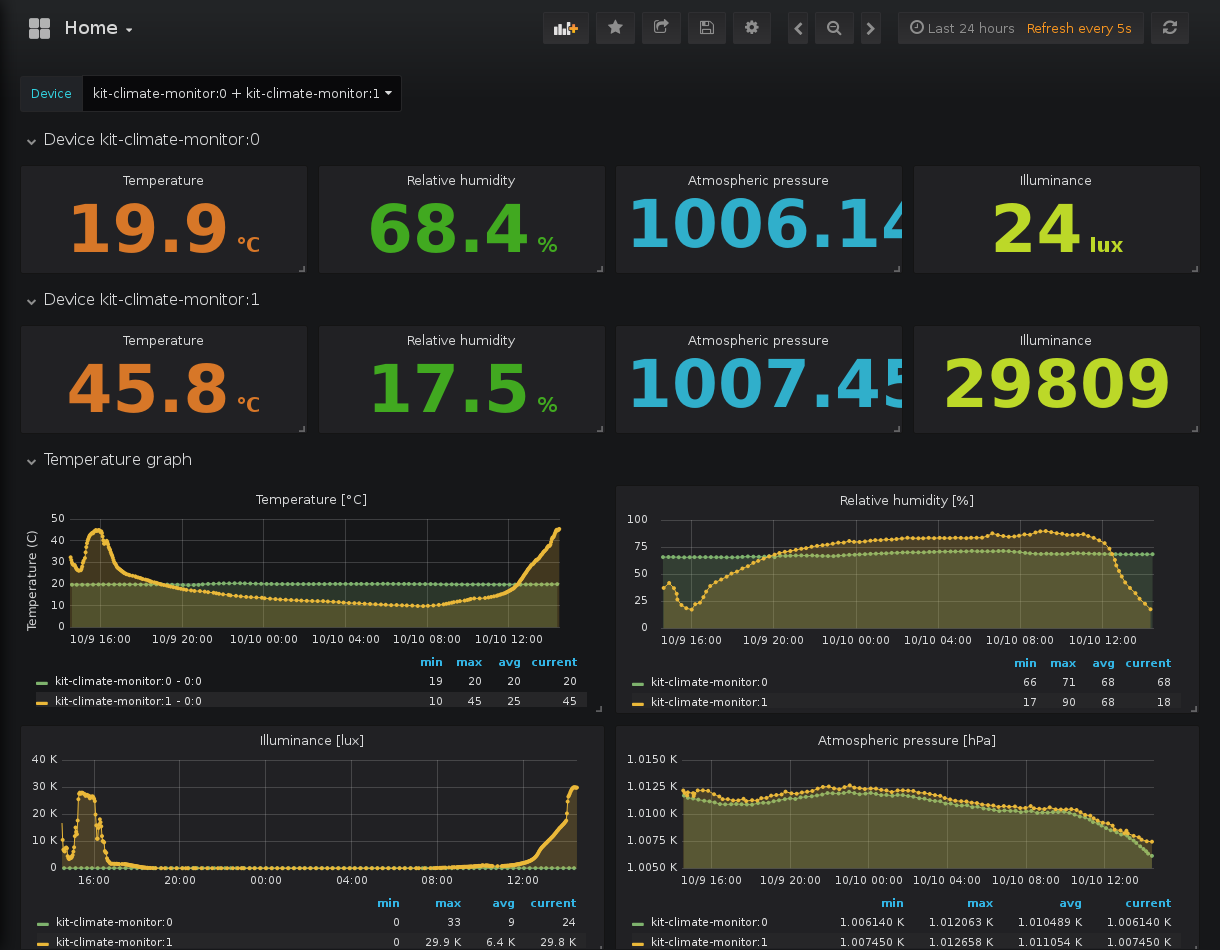 Home
Last 24 hours Refresh every 5s
Device kit-climate-monitor:0 + kit-climate-monitor:1
Device kit-climate-monitor:0
Temperature
19.9 °C
Relative humidity
68.4 %
Atmospheric pressure
1006.14
Illuminance
24 lux
Device kit-climate-monitor:1
Temperature
45.8 °C
Relative humidity
17.5 %
Atmospheric pressure
1007.45
Illuminance
29809
Temperature graph
Temperature [°C]
Temperature (C)
50
40
30
20
10
0
10/9 16:00 10/9 20:00 10/10 00:00 10/10 04:00 10/10 08:00 10/10 12:00
min max avg current
kit-climate-monitor:0 - 0:0 19 20 20 20
kit-climate-monitor:1 - 0:0 10 45 25 45
Relative humidity [%]
100
75
50
25
0
10/9 16:00 10/9 20:00 10/10 00:00 10/10 04:00 10/10 08:00 10/10 12:00
min max avg current
kit-climate-monitor:0 66 71 68 68
kit-climate-monitor:1 17 90 68 18
Illuminance [lux]
40 K
30 K
20 K
10 K
0
16:00 20:00 00:00 04:00 08:00 12:00
min max avg current
kit-climate-monitor:0 0 33 9 24
kit-climate-monitor:1 0 29.9 K 6.4 K 29.8 K
Atmospheric pressure [hPa]
1.0150 K
1.0125 K
1.0100 K
1.0075 K
1.0050 K
10/9 16:00 10/9 20:00 10/10 00:00 10/10 04:00 10/10 08:00 10/10 12:00
min max avg current
kit-climate-monitor:0 1.006140 K 1.012063 K 1.010489 K 1.006140 K
kit-climate-monitor:1 1.007450 K 1.012658 K 1.011054 K 1.007450 K